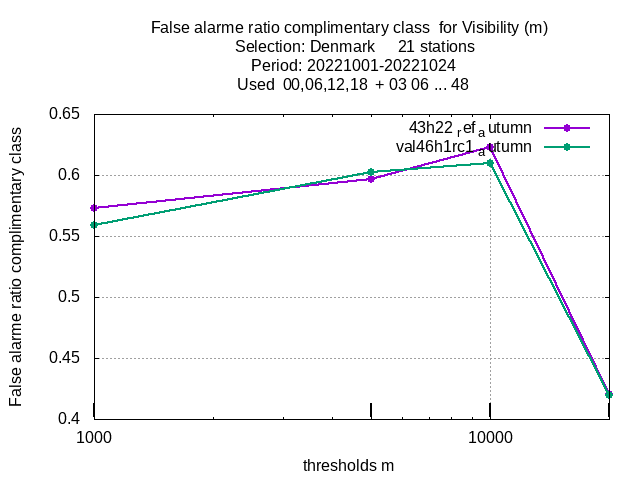 False alarme ratio complimentary class  for Visibility (m)
Selection: Denmark     21 stations
Period: 20221001-20221024
Used  00,06,12,18  + 03 06 ... 48
0.65
0.6
0.55
0.5
0.45
0.4
False alarme ratio complimentary class
43h22ref_autumn
val46h1rc1autumn
1000
10000
thresholds m